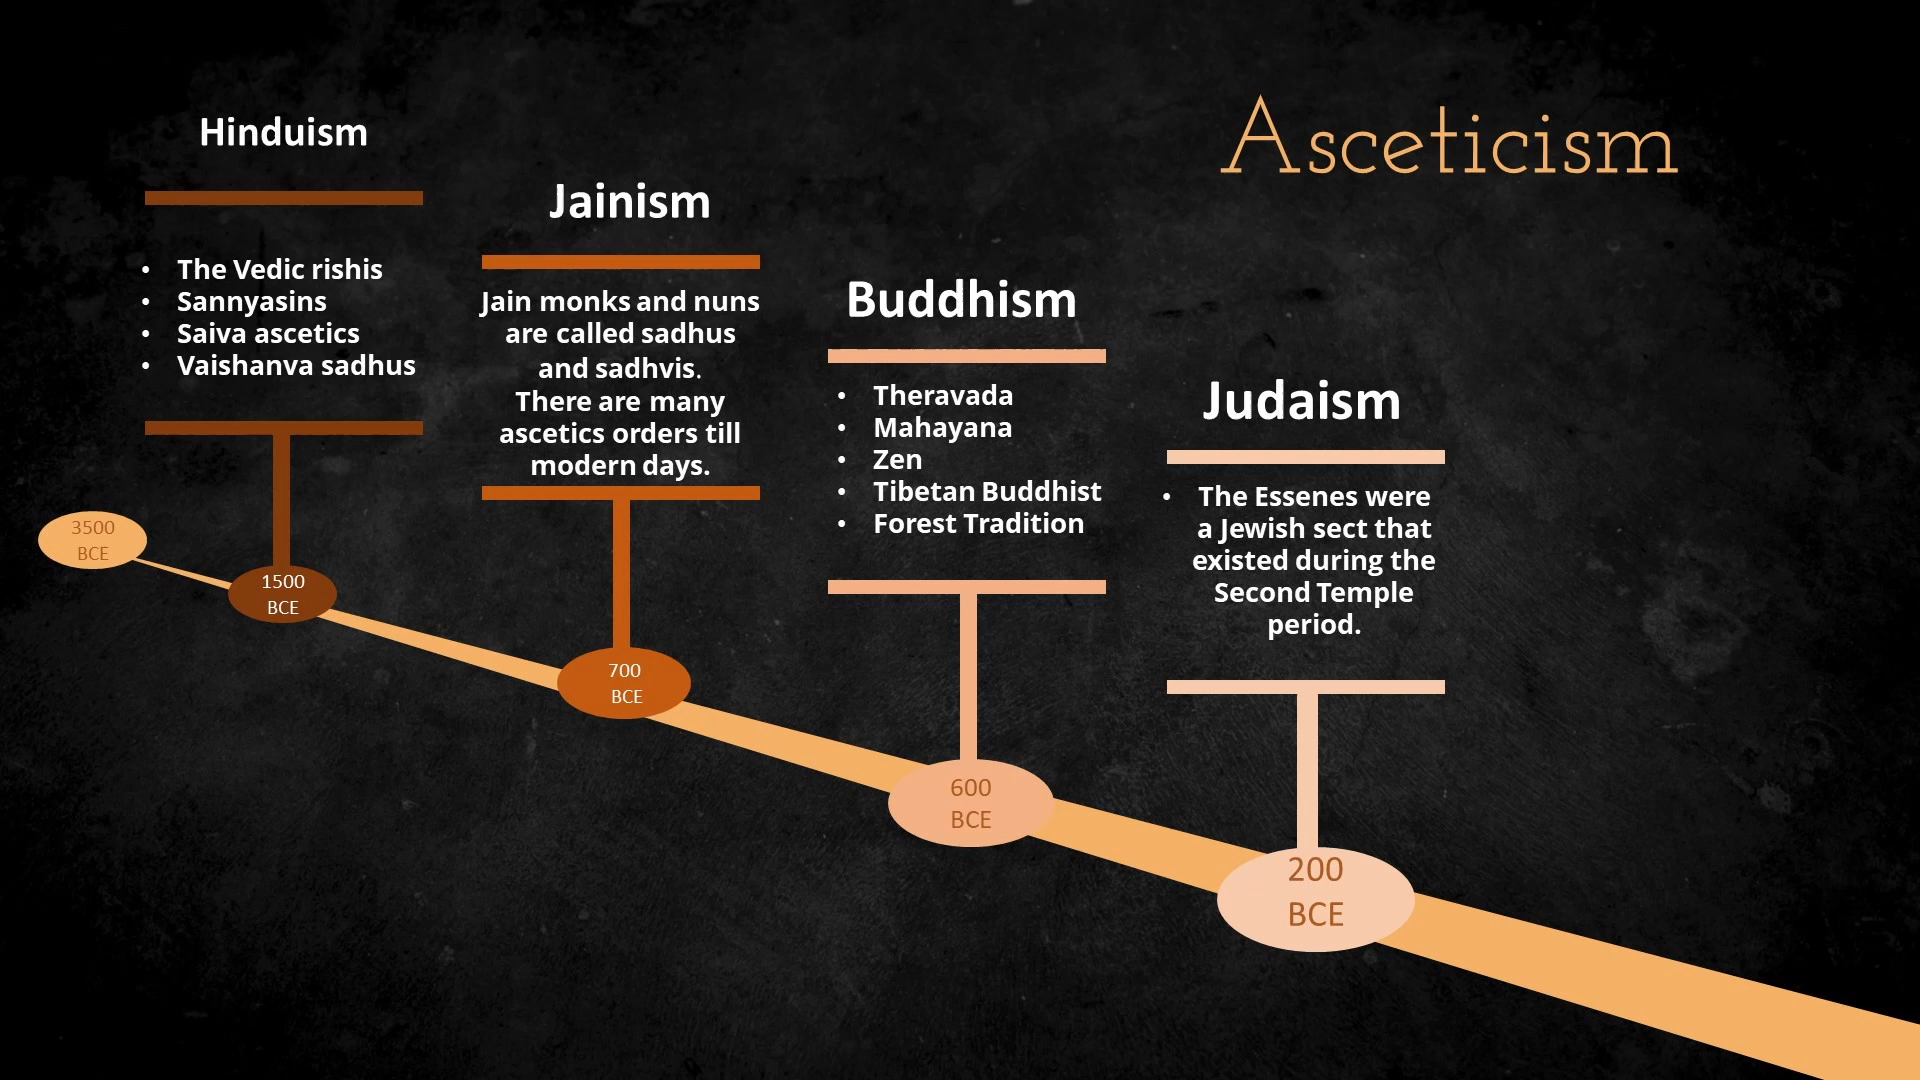 Asceticism
Hinduism
• The Vedic rishis
• Sannyasins
• Saiva ascetics
• Vaishanva sadhus
Jainism
Jain monks and nuns
are called sadhus
and sadhvis.
There are many
ascetics orders till
modern days.
Buddhism
• Theravada
• Mahayana
• Zen
• Tibetan Buddhist
• Forest Tradition
Judaism
• The Essenes were
a Jewish sect that
existed during the
Second Temple
period.
3500
BCE
1500
BCE
700
BCE
600
BCE
200
BCE